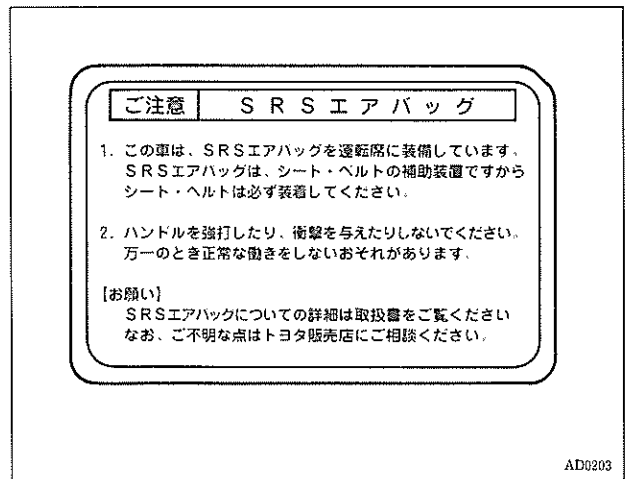 ご注意 SRSエアバッグ
1. この車は、SRSエアバッグを運転席に装備しています。
SRSエアバッグは、シート・ベルトの補助装置ですから
シート・ベルトは必ず装着してください。
2. ハンドルを強打したり、衝撃を与えたりしないでください。
万一のとき正常な働きをしないおそれがあります。
[お願い]
SRSエアバッグについての詳細は取扱書をご覧ください
なお、ご不明な点はトヨタ販売店にご相談ください。
AD0203